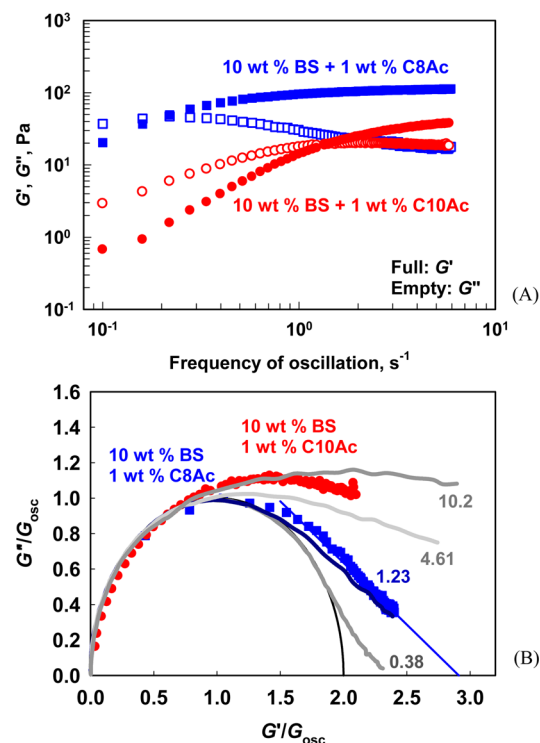 10³
10 wt % BS + 1 wt % C8Ac
10²
G', G'', Pa
10¹
10 wt % BS + 1 wt % C10Ac
10⁰
Full: G'
Empty: G''
10⁻¹
(A)
10⁻¹ 10⁰ 10¹
Frequency of oscillation, s⁻¹
1.6
10 wt % BS
1 wt % C10Ac
1.4
10 wt % BS
1 wt % C8Ac
1.2
10.2
1.0
G''/Gosc
0.8
4.61
0.6
1.23
0.4
0.2
0.38
0.0
(B)
0.0 0.5 1.0 1.5 2.0 2.5 3.0
G'/Gosc